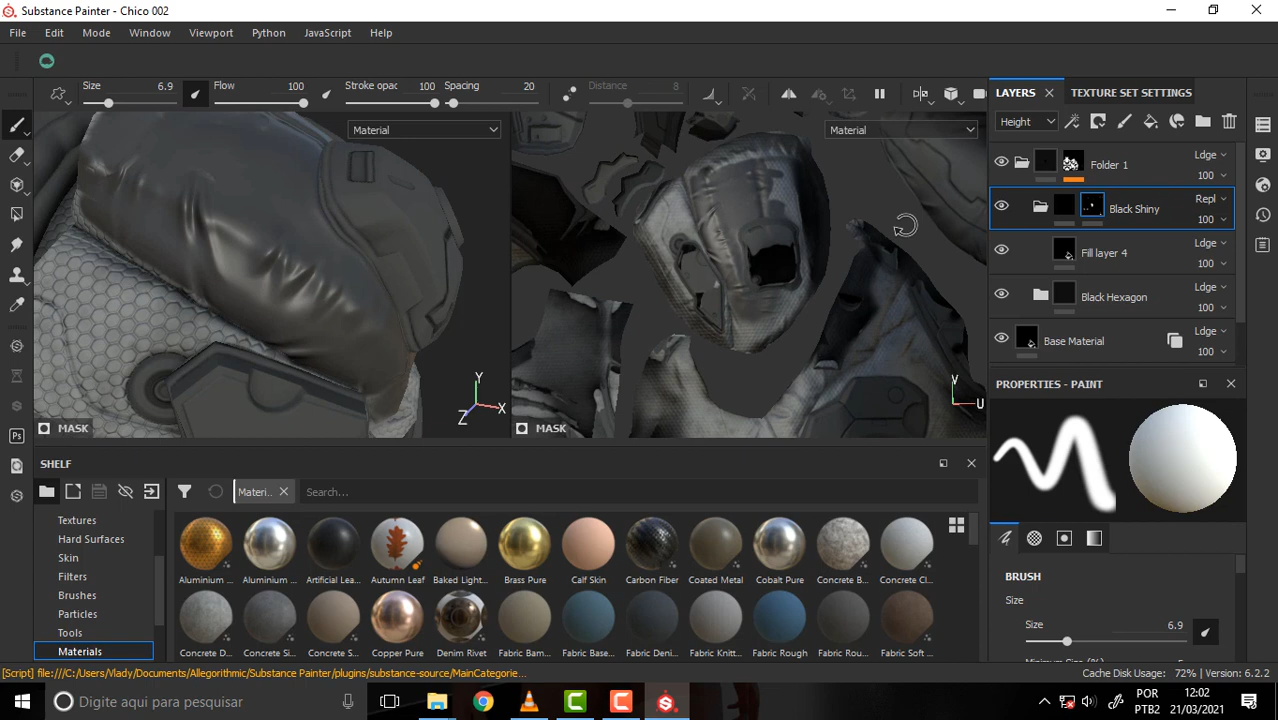 Substance Painter - Chico 002
File Edit Mode Window Viewport Python JavaScript Help
Size 6.9 Flow 100 Stroke opac 100 Spacing 20 Distance 8
LAYERS TEXTURE SET SETTINGS
Material Material
Height
Folder 1 Ldge 100
Black Shiny Repl 100
Fill layer 4 Ldge 100
Black Hexagon Ldge 100
Base Material Ldge 100
Y
Z X
V
U
MASK MASK
PROPERTIES - PAINT
SHELF
Materi.. Search...
Textures
Hard Surfaces
Skin
Filters
Brushes
Particles
Tools
Materials
Aluminium ... Aluminium ... Artificial Lea... Autumn Leaf Baked Light... Brass Pure Calf Skin Carbon Fiber Coated Metal Cobalt Pure Concrete B... Concrete Cl...
Concrete D... Concrete Si... Concrete S... Copper Pure Denim Rivet Fabric Bam... Fabric Base... Fabric Deni... Fabric Knitt... Fabric Rough Fabric Rou... Fabric Soft ...
BRUSH
Size
Size 6.9
Minimum Size (%) 5
[Script] file:///C:/Users/Vlady/Documents/Allegorithmic/Substance Painter/plugins/substance-source/MainCategorie...
Cache Disk Usage: 72% | Version: 6.2.2
Digite aqui para pesquisar
Ps
POR
PTB2
12:02
21/03/2021